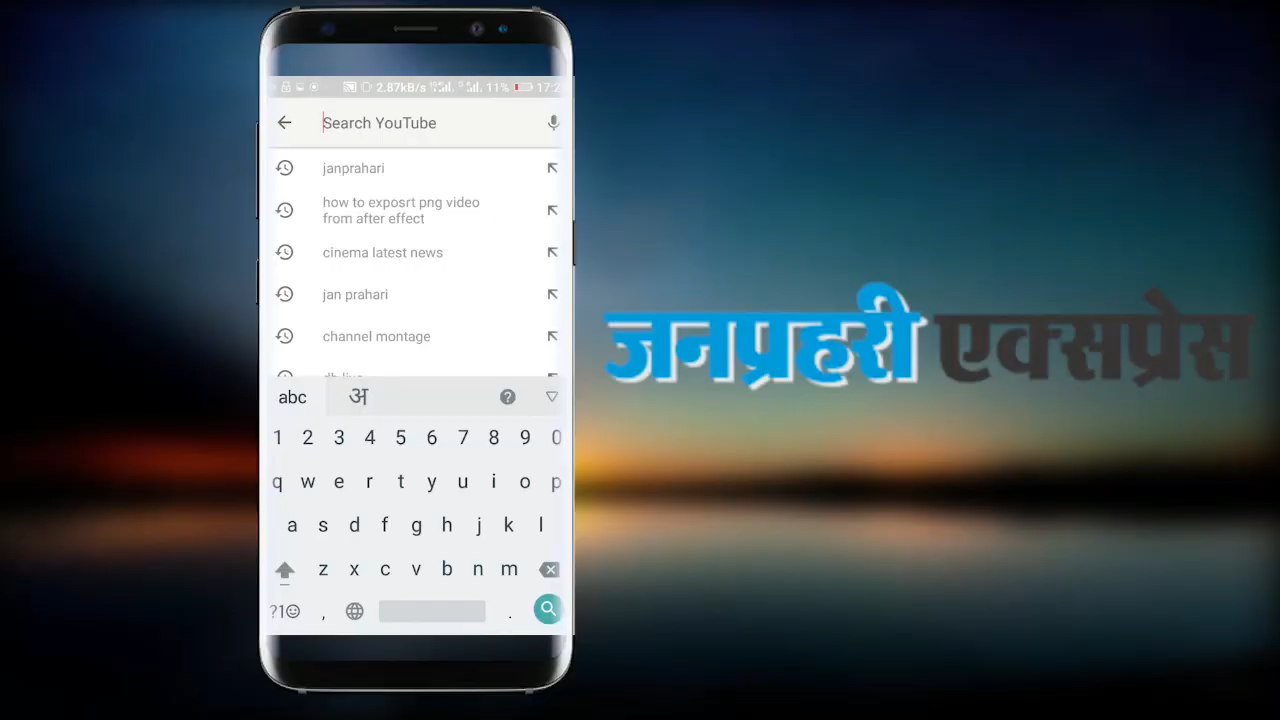 2.87kB/s 11% 17:2
Search YouTube
janprahari
how to exposrt png video
from after effect
cinema latest news
jan prahari
channel montage
abc अ
1 2 3 4 5 6 7 8 9 0
q w e r t y u i o p
a s d f g h j k l
z x c v b n m
?1☺ , .
जनप्रहरी एक्सप्रेस